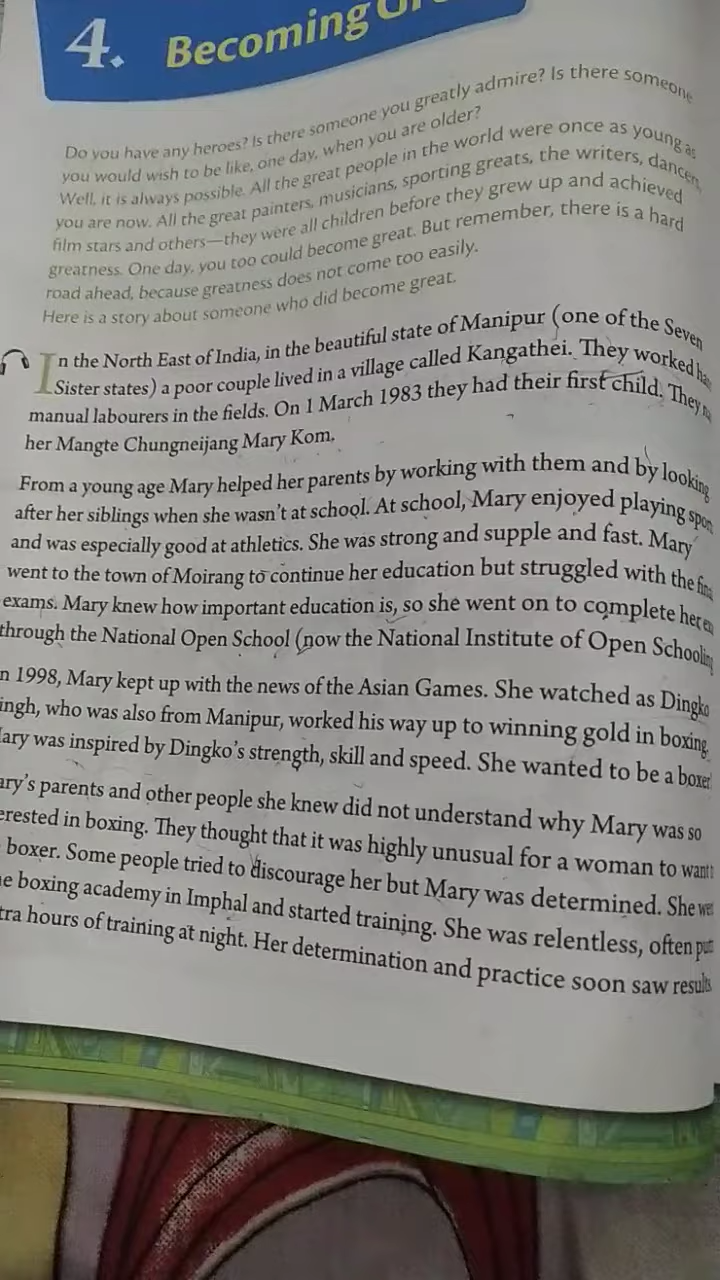 4. Becoming
Do you have any heroes? Is there someone you greatly admire? Is there someone
you would wish to be like, one day, when you are older?
Well, it is always possible. All the great people in the world were once as young as
you are now. All the great painters, musicians, sporting greats, the writers, dancers,
film stars and others—they were all children before they grew up and achieved
greatness. One day, you too could become great. But remember, there is a hard
road ahead, because greatness does not come too easily.
Here is a story about someone who did become great.
In the North East of India, in the beautiful state of Manipur (one of the Seven
Sister states) a poor couple lived in a village called Kangathei. They worked
manual labourers in the fields. On 1 March 1983 they had their first child. They
her Mangte Chungneijang Mary Kom.
From a young age Mary helped her parents by working with them and by looking
after her siblings when she wasn't at school. At school, Mary enjoyed playing
and was especially good at athletics. She was strong and supple and fast. Mary
went to the town of Moirang to continue her education but struggled with the
exams. Mary knew how important education is, so she went on to complete her
through the National Open School (now the National Institute of Open Schooling
n 1998, Mary kept up with the news of the Asian Games. She watched as Dingko
ingh, who was also from Manipur, worked his way up to winning gold in boxing.
ary was inspired by Dingko's strength, skill and speed. She wanted to be a boxer
ary's parents and other people she knew did not understand why Mary was so
erested in boxing. They thought that it was highly unusual for a woman to want
boxer. Some people tried to discourage her but Mary was determined. She
e boxing academy in Imphal and started training. She was relentless, often
tra hours of training at night. Her determination and practice soon saw results